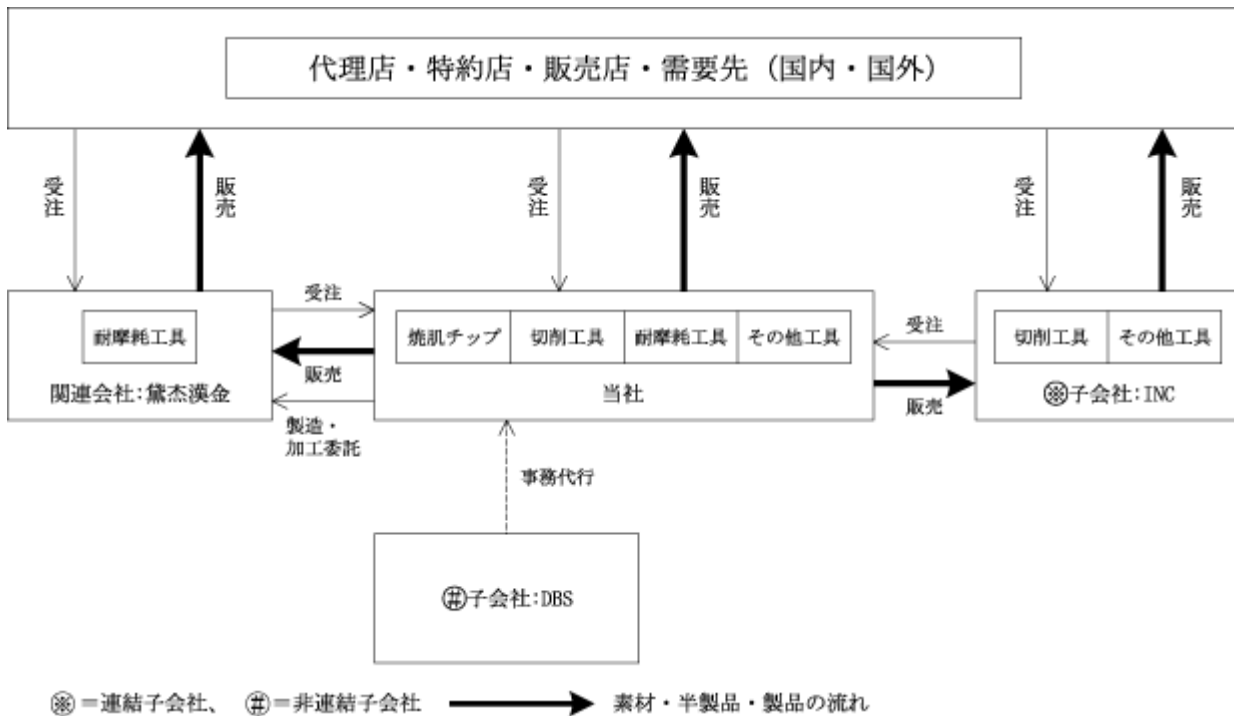 代理店・特約店・販売店・需要先(国内・国外)
受注
販売
受注
販売
受注
販売
耐摩耗工具
関連会社:黛杰漢金
受注
販売
製造・
加工委託
焼肌チップ
切削工具
耐摩耗工具
その他工具
当社
受注
販売
切削工具
その他工具
※子会社:INC
事務代行
#子会社:DBS
※=連結子会社、 #=非連結子会社 素材・半製品・製品の流れ